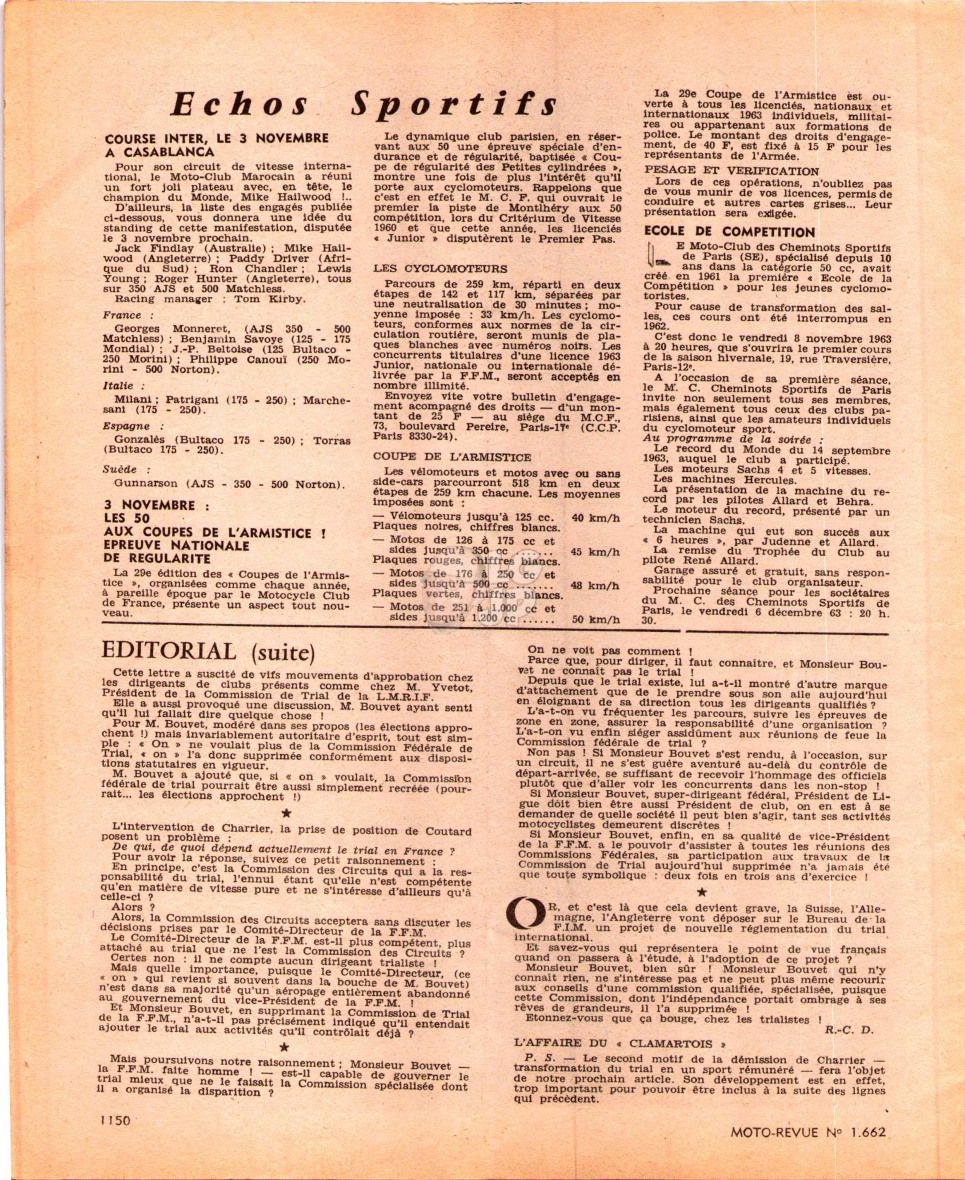 Echos Sportifs
COURSE INTER, LE 3 NOVEMBRE
A CASABLANCA
Pour son circuit de vitesse interna-
tional, le Moto-Club Marocain a réuni
un fort joli plateau avec, en tête, le
champion du Monde, Mike Hailwood !..
D'ailleurs, la liste des engagés publiée
ci-dessous, vous donnera une idée du
standing de cette manifestation, disputée
le 3 novembre prochain.
Jack Findlay (Australie) ; Mike Hail-
wood (Angleterre) ; Paddy Driver (Afri-
que du Sud) ; Ron Chandler ; Lewis
Young ; Roger Hunter (Angleterre), tous
sur 350 AJS et 500 Matchless.
Racing manager : Tom Kirby.
France :
Georges Monneret, (AJS 350 - 500
Matchless) ; Benjamin Savoye (125 - 175
Mondial) ; J.-P. Beltoise (125 Bultaco -
250 Morini) ; Philippe Canoui (250 Mo-
rini - 500 Norton).
Italie :
Milani ; Patrigani (175 - 250) ; Marche-
sani (175 - 250).
Espagne :
Gonzalès (Bultaco 175 - 250) ; Torras
(Bultaco 175 - 250).
Suède :
Gunnarson (AJS - 350 - 500 Norton).
3 NOVEMBRE :
LES 50
AUX COUPES DE L'ARMISTICE !
EPREUVE NATIONALE
DE REGULARITE
La 29e édition des « Coupes de l'Armis-
tice », organisées comme chaque année,
à pareille époque par le Motocycle Club
de France, présente un aspect tout nou-
veau.
Le dynamique club parisien, en réser-
vant aux 50 une épreuve spéciale d'en-
durance et de régularité, baptisée « Cou-
pe de régularité des Petites cylindrées »,
montre une fois de plus l'intérêt qu'il
porte aux cyclomoteurs. Rappelons que
c'est en effet le M. C. F. qui ouvrait le
premier la piste de Montlhéry aux 50
compétition, lors du Critérium de Vitesse
1960 et que cette année, les licenciés
« Junior » disputèrent le Premier Pas.
LES CYCLOMOTEURS
Parcours de 259 km, réparti en deux
étapes de 142 et 117 km, séparées par
une neutralisation de 30 minutes ; mo-
yenne imposée : 33 km/h. Les cyclomo-
teurs, conformes aux normes de la cir-
culation routière, seront munis de pla-
ques blanches avec numéros noirs. Les
concurrents titulaires d'une licence 1963
Junior, nationale ou internationale dé-
livrée par la F.F.M., seront acceptés en
nombre illimité.
Envoyez vite votre bulletin d'engage-
ment acompagné des droits — d'un mon-
tant de 25 F — au siège du M.C.F.,
73, boulevard Pereire, Paris-17e (C.C.P.
Paris 8330-24).
COUPE DE L'ARMISTICE
Les vélomoteurs et motos avec ou sans
side-cars parcourront 518 km en deux
étapes de 259 km chacune. Les moyennes
imposées sont :
— Vélomoteurs jusqu'à 125 cc. 40 km/h
Plaques noires, chiffres blancs.
— Motos de 126 à 175 cc et
sides jusqu'à 350 cc ...... 45 km/h
Plaques rouges, chiffres blancs.
— Motos de 176 à 250 cc et
sides jusqu'à 500 cc ....... 48 km/h
Plaques vertes, chiffres blancs.
— Motos de 251 à 1.000 cc et
sides jusqu'à 1.200 cc ...... 50 km/h
La 29e Coupe de l'Armistice est ou-
verte à tous les licenciés, nationaux et
internationaux 1963 individuels, militai-
res ou appartenant aux formations de
police. Le montant des droits d'engage-
ment, de 40 F, est fixé à 15 F pour les
représentants de l'Armée.
PESAGE ET VERIFICATION
Lors de ces opérations, n'oubliez pas
de vous munir de vos licences, permis de
conduire et autres cartes grises... Leur
présentation sera exigée.
ECOLE DE COMPETITION
LE Moto-Club des Cheminots Sportifs
de Paris (SE), spécialisé depuis 10
ans dans la catégorie 50 cc, avait
créé en 1961 la première « Ecole de la
Compétition » pour les jeunes cyclomo-
toristes.
Pour cause de transformation des sal-
les, ces cours ont été interrompus en
1962.
C'est donc le vendredi 8 novembre 1963
à 20 heures, que s'ouvrira le premier cours
de la saison hivernale, 19, rue Traversière,
Paris-12e.
A l'occasion de sa première séance,
le M. C. Cheminots Sportifs de Paris
invite non seulement tous ses membres,
mais également tous ceux des clubs pa-
risiens, ainsi que les amateurs individuels
du cyclomoteur sport.
Au programme de la soirée :
Le record du Monde du 14 septembre
1963, auquel le club a participé.
Les moteurs Sachs 4 et 5 vitesses.
Les machines Hercules.
La présentation de la machine du re-
cord par les pilotes Allard et Behra.
Le moteur du record, présenté par un
technicien Sachs.
La machine qui eut son succès aux
« 6 heures », par Judenne et Allard.
La remise du Trophée du Club au
pilote René Allard.
Garage assuré et gratuit, sans respon-
sabilité pour le club organisateur.
Prochaine séance pour les sociétaires
du M. C. des Cheminots Sportifs de
Paris, le vendredi 6 décembre 63 : 20 h.
30.
EDITORIAL (suite)
Cette lettre a suscité de vifs mouvements d'approbation chez
les dirigeants de clubs présents comme chez M. Yvetot,
Président de la Commission de Trial de la L.M.R.I.F.
Elle a aussi provoqué une discussion, M. Bouvet ayant senti
qu'il lui fallait dire quelque chose !
Pour M. Bouvet, modéré dans ses propos (les élections appro-
chent !) mais invariablement autoritaire d'esprit, tout est sim-
ple : « On » ne voulait plus de la Commission Fédérale de
Trial, « on » l'a donc supprimée conformément aux disposi-
tions statutaires en vigueur.
M. Bouvet a ajouté que, si « on » voulait, la Commission
fédérale de trial pourrait être aussi simplement recréée (pour-
rait... les élections approchent !)
★
L'intervention de Charrier, la prise de position de Coutard
posent un problème :
De qui, de quoi dépend actuellement le trial en France ?
Pour avoir la réponse, suivez ce petit raisonnement :
En principe, c'est la Commission des Circuits qui a la res-
ponsabilité du trial, l'ennui étant qu'elle n'est compétente
qu'en matière de vitesse pure et ne s'intéresse d'ailleurs qu'à
celle-ci ?
Alors ?
Alors, la Commission des Circuits acceptera sans discuter les
décisions prises par le Comité-Directeur de la F.F.M.
Le Comité-Directeur de la F.F.M. est-il plus compétent, plus
attaché au trial que ne l'est la Commission des Circuits ?
Certes non : il ne compte aucun dirigeant trialiste !
Mais quelle importance, puisque le Comité-Directeur, (ce
« on » qui revient si souvent dans la bouche de M. Bouvet)
n'est dans sa majorité qu'un aéropage entièrement abandonné
au gouvernement du vice-Président de la F.F.M. !
Et Monsieur Bouvet, en supprimant la Commission de Trial
de la F.F.M., n'a-t-il pas précisément indiqué qu'il entendait
ajouter le trial aux activités qu'il contrôlait déjà ?
★
Mais poursuivons notre raisonnement ; Monsieur Bouvet —
la F.F.M. faite homme ! — est-il capable de gouverner le
trial mieux que ne le faisait la Commission spécialisée dont
il a organisé la disparition ?
On ne voit pas comment !
Parce que, pour diriger, il faut connaître, et Monsieur Bou-
vet ne connaît pas le trial !
Depuis que le trial existe, lui a-t-il montré d'autre marque
d'attachement que de le prendre sous son aile aujourd'hui
en éloignant de sa direction tous les dirigeants qualifiés ?
L'a-t-on vu fréquenter les parcours, suivre les épreuves de
zone en zone, assurer la responsabilité d'une organisation ?
L'a-t-on vu enfin siéger assidûment aux réunions de feue la
Commission fédérale de trial ?
Non pas ! Si Monsieur Bouvet s'est rendu, à l'occasion, sur
un circuit, il ne s'est guère aventuré au-delà du contrôle de
départ-arrivée, se suffisant de recevoir l'hommage des officiels
plutôt que d'aller voir les concurrents dans les non-stop !
Si Monsieur Bouvet, super-dirigeant fédéral, Président de Li-
gue doit bien être aussi Président de club, on en est à se
demander de quelle société il peut bien s'agir, tant ses activités
motocyclistes demeurent discrètes !
Si Monsieur Bouvet, enfin, en sa qualité de vice-Président
de la F.F.M. a le pouvoir d'assister à toutes les réunions des
Commissions Fédérales, sa participation aux travaux de la
Commission de Trial aujourd'hui supprimée n'a jamais été
que toute symbolique : deux fois en trois ans d'exercice !
★
OR, et c'est là que cela devient grave, la Suisse, l'Alle-
magne, l'Angleterre vont déposer sur le Bureau de la
F.I.M. un projet de nouvelle réglementation du trial
international.
Et savez-vous qui représentera le point de vue français
quand on passera à l'étude, à l'adoption de ce projet ?
Monsieur Bouvet, bien sûr ! Monsieur Bouvet qui n'y
connaît rien, ne s'intéresse pas et ne peut plus même recourir
aux conseils d'une commission qualifiée, spécialisée, puisque
cette Commission, dont l'indépendance portait ombrage à ses
rêves de grandeurs, il l'a supprimée !
Etonnez-vous que ça bouge, chez les trialistes !
R.-C. D.
L'AFFAIRE DU « CLAMARTOIS »
P. S. — Le second motif de la démission de Charrier —
transformation du trial en un sport rémunéré — fera l'objet
de notre prochain article. Son développement est en effet,
trop important pour pouvoir être inclus à la suite des lignes
qui précèdent.
1150
MOTO-REVUE N° 1.662